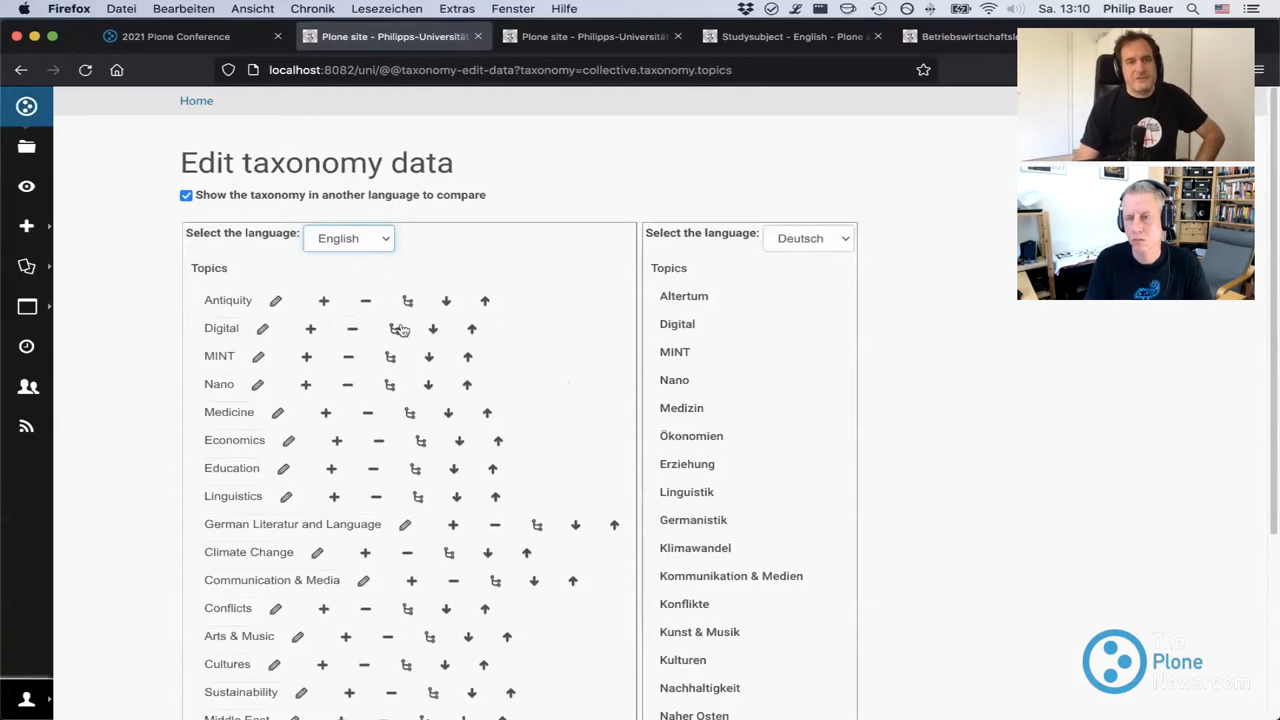 Firefox Datei Bearbeiten Ansicht Chronik Lesezeichen Extras Fenster Hilfe Sa. 13:10 Philip Bauer
2021 Plone Conference
Plone site - Philipps-Universität
Plone site - Philipps-Universität
Studysubject - English - Plone
Betriebswirtschaftsle
localhost:8082/uni/@@taxonomy-edit-data?taxonomy=collective.taxonomy.topics
Home
Edit taxonomy data
Show the taxonomy in another language to compare
Select the language: English
Select the language: Deutsch
Topics
Antiquity
Digital
MINT
Nano
Medicine
Economics
Education
Linguistics
German Literatur and Language
Climate Change
Communication & Media
Conflicts
Arts & Music
Cultures
Sustainability
Middle East
Topics
Altertum
Digital
MINT
Nano
Medizin
Ökonomien
Erziehung
Linguistik
Germanistik
Klimawandel
Kommunikation & Medien
Konflikte
Kunst & Musik
Kulturen
Nachhaltigkeit
Naher Osten
The
Plone
Newsroom